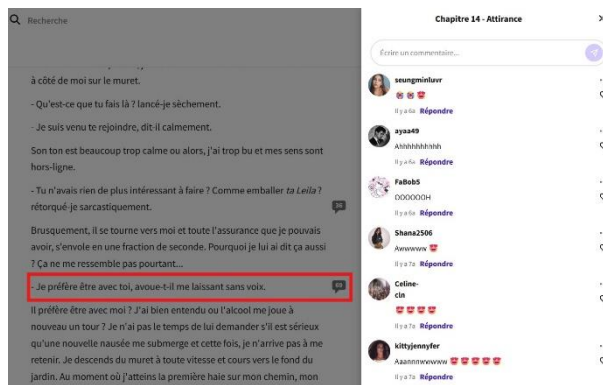 Recherche
à côté de moi sur le muret.
- Qu'est-ce que tu fais là ? lancé-je sèchement.
- Je suis venu te rejoindre, dit-il calmement.
Son ton est beaucoup trop calme ou alors, j'ai trop bu et mes sens sont
hors-ligne.
- Tu n'avais rien de plus intéressant à faire ? Comme emballer ta Leila ?
rétorqué-je sarcastiquement.
Brusquement, il se tourne vers moi et toute l'assurance que je pouvais
avoir, s'envole en une fraction de seconde. Pourquoi je lui ai dit ça aussi
? Ça ne me ressemble pas pourtant...
- Je préfère être avec toi, avoue-t-il me laissant sans voix.
Il préfère être avec moi ? J'ai bien entendu ou l'alcool me joue à
nouveau un tour ? Je n'ai pas le temps de lui demander s'il est sérieux
qu'une nouvelle nausée me submerge et cette fois, je n'arrive pas à me
retenir. Je descends du muret à toute vitesse et cours vers le fond du
jardin. Au moment où j'atteins la première haie sur mon chemin, mon
Chapitre 14 - Attirance
Écrire un commentaire...
seungminluvr
Répondre
ayaa49
Ahhhhhhhhhh
Répondre
FaBobS
OOOOOOH
Répondre
Shana2506
Awwwww
il y a 7a Répondre
Celine-
cin
il y a 7a Répondre
kittyjennyfer
il y a 7a Répondre